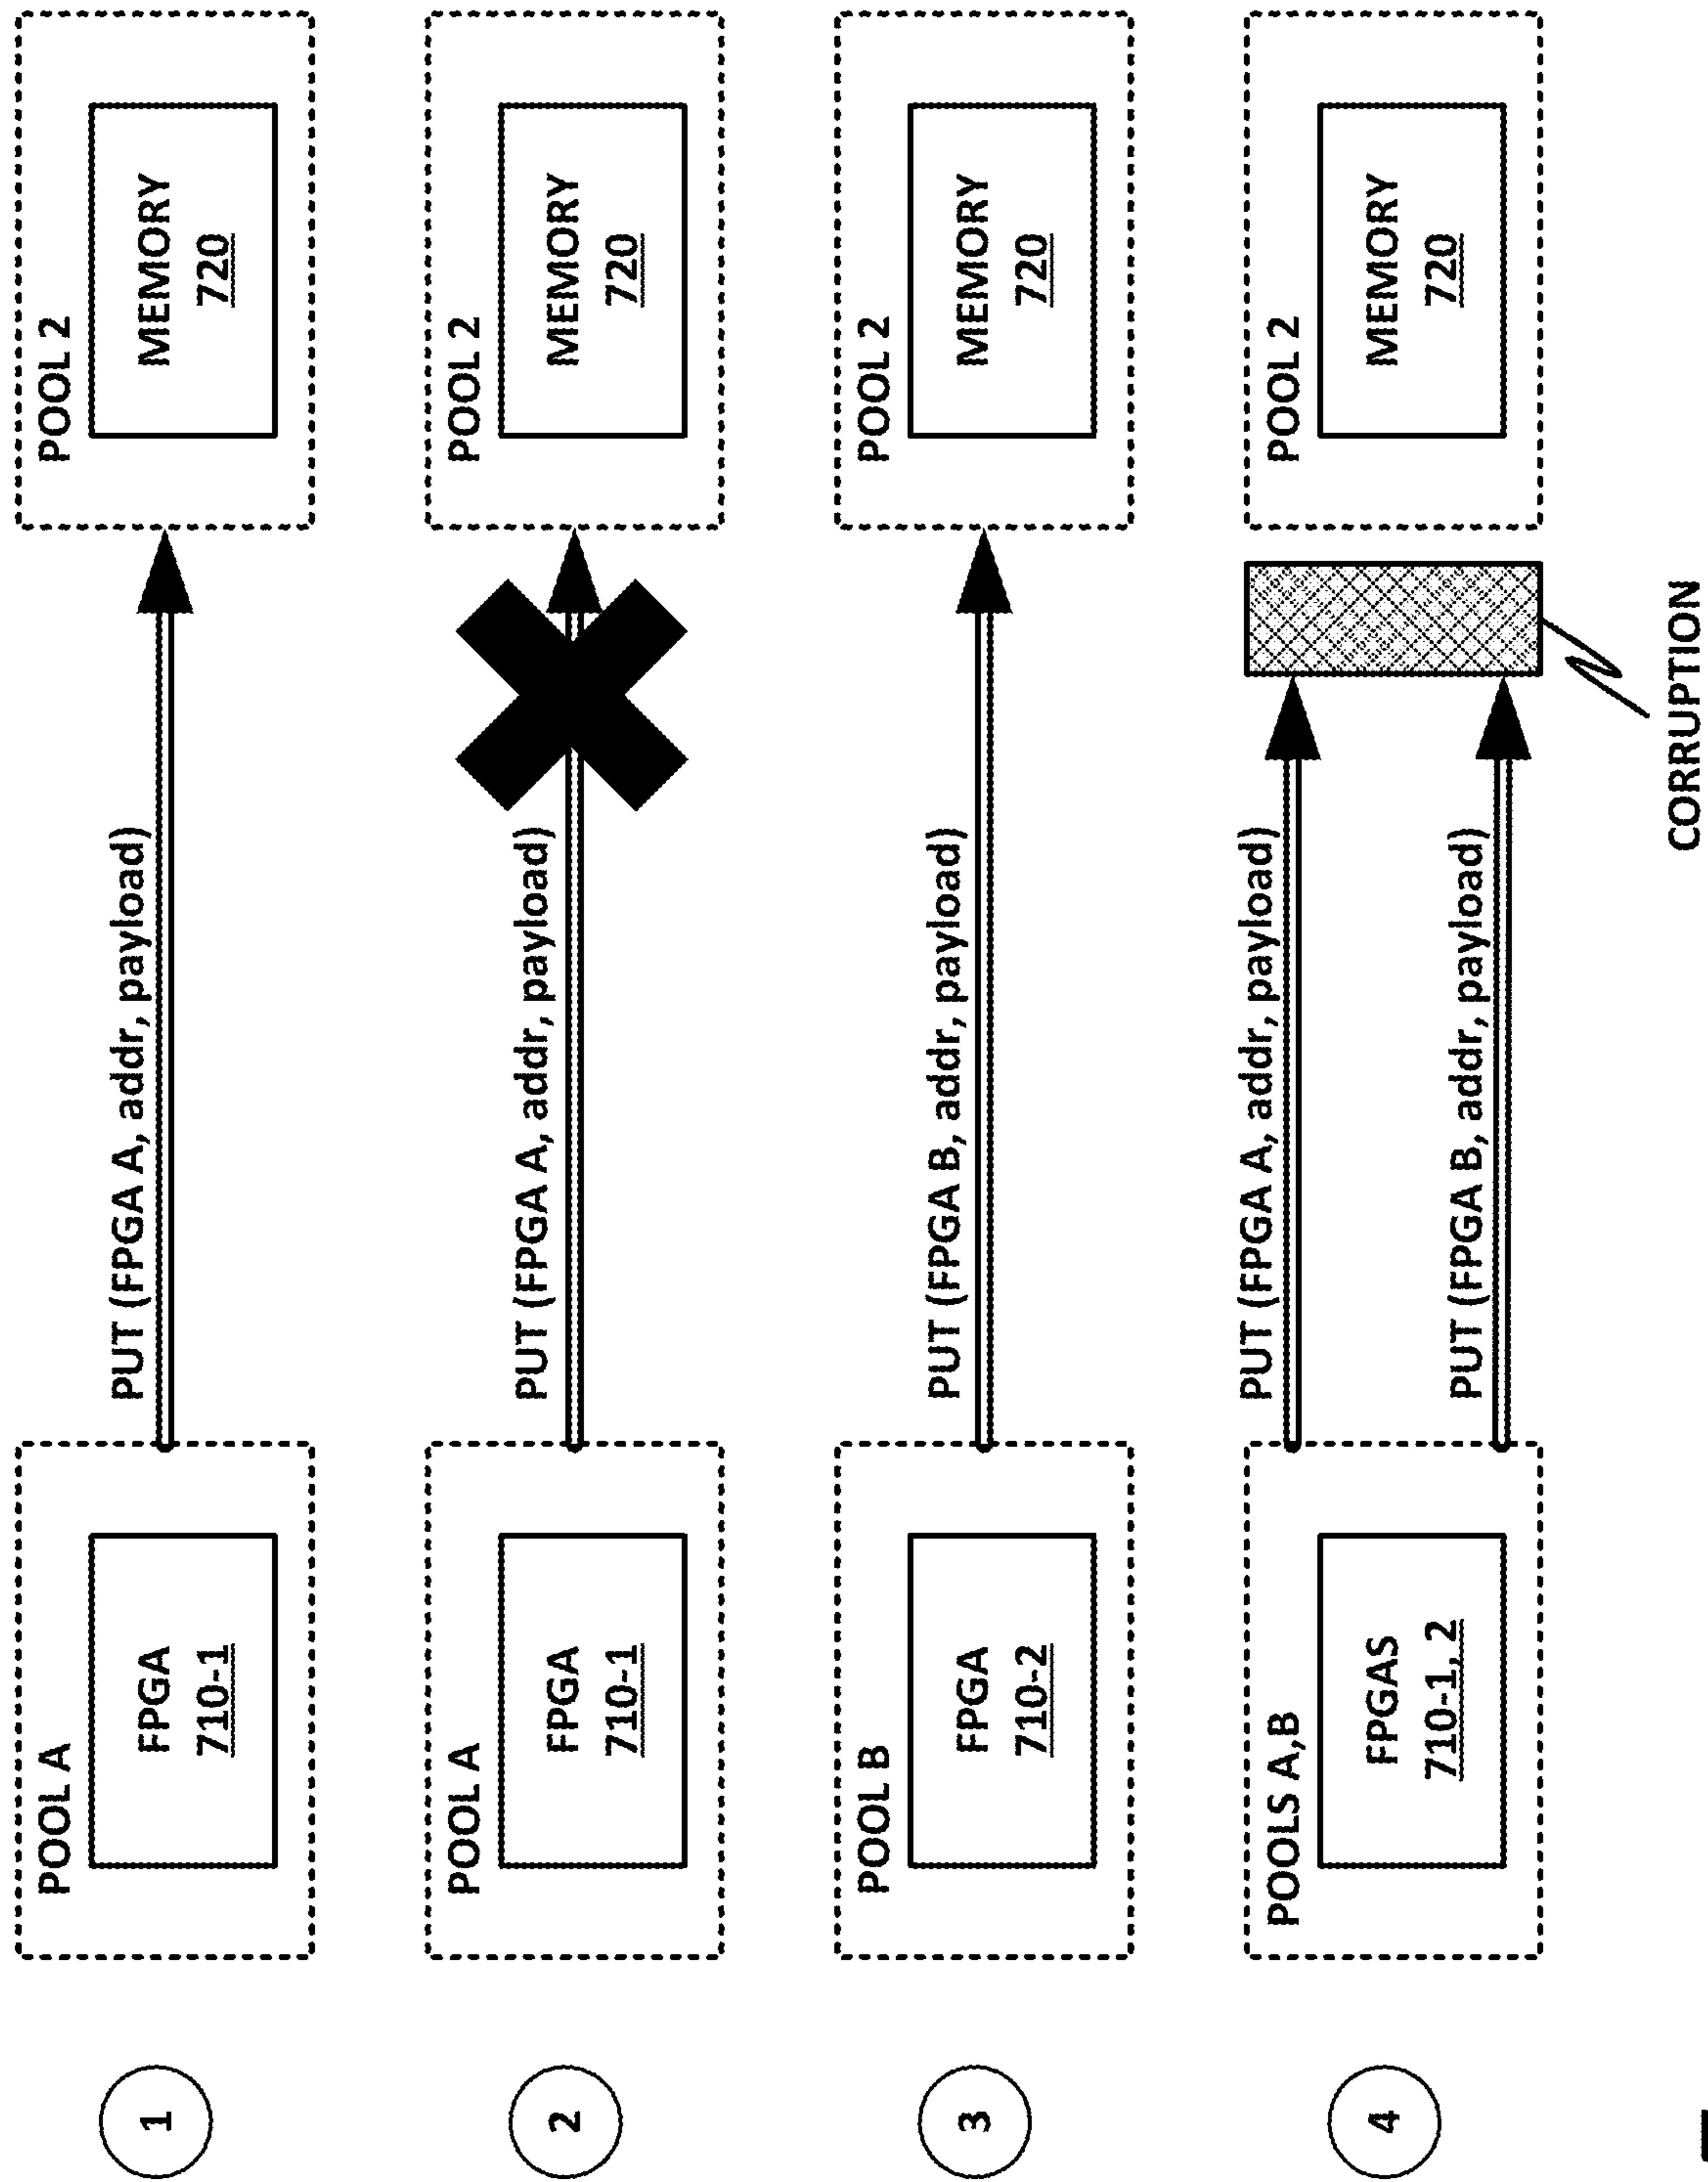 1
POOL A
FPGA
710-1
PUT (FPGA A, addr, payload)
POOL 2
MEMORY
720
2
POOL A
FPGA
710-1
PUT (FPGA A, addr, payload)
POOL 2
MEMORY
720
3
POOL B
FPGA
710-2
PUT (FPGA B, addr, payload)
POOL 2
MEMORY
720
4
POOLS A,B
FPGAS
710-1, 2
PUT (FPGA A, addr, payload)
PUT (FPGA B, addr, payload)
POOL 2
MEMORY
720
CORRUPTION